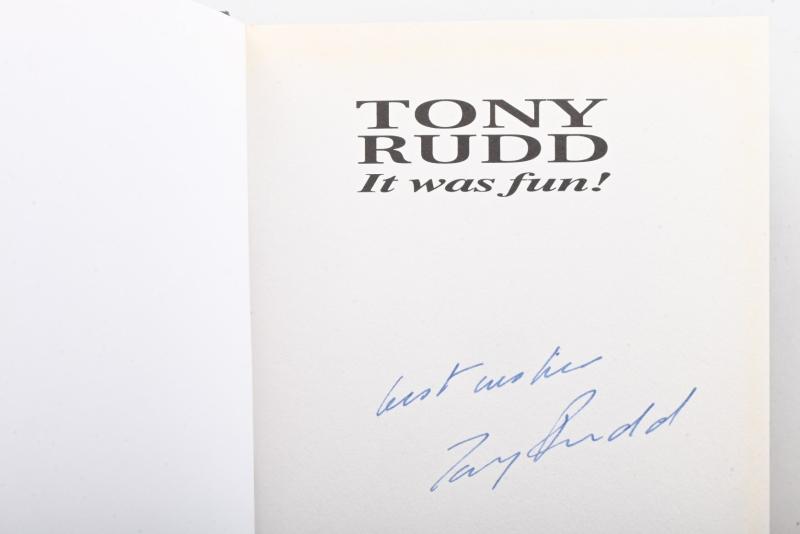 TONY
RUDD
It was fun!
best wishes
Tony Rudd